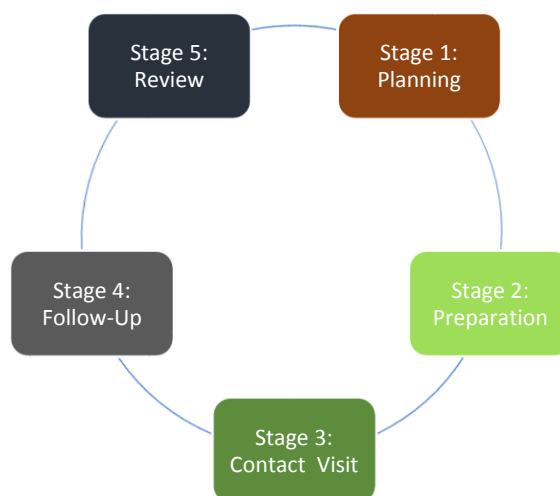 Stage 1:
Planning
Stage 2:
Preparation
Stage 3:
Contact  Visit
Stage 4:
Follow-Up
Stage 5:
Review